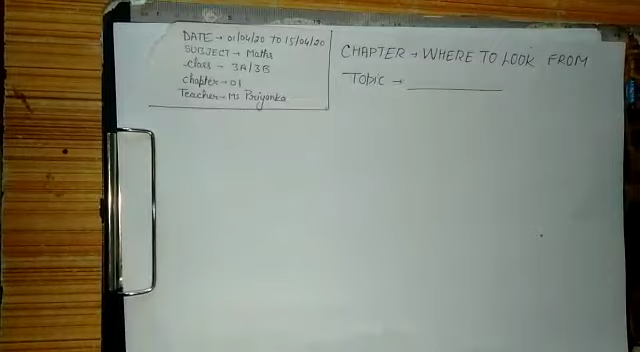 DATE → 01/04/20 TO 15/04/20
SUBJECT → Maths
class - 3A/3B
chapter → 01
Teacher → Ms Priyanka
CHAPTER → WHERE TO LOOK FROM
Topic →